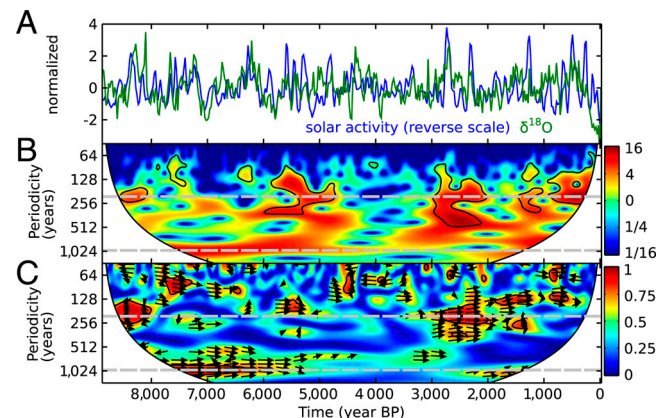 A
normalized
4
2
0
-2
solar activity (reverse scale) δ18O
B
Periodicity
(years)
64
128
256
512
1,024
16
4
0
1/4
1/16
C
Periodicity
(years)
64
128
256
512
1,024
1
0.75
0.5
0.25
0
8,000 7,000 6,000 5,000 4,000 3,000 2,000 1,000 0
Time (year BP)